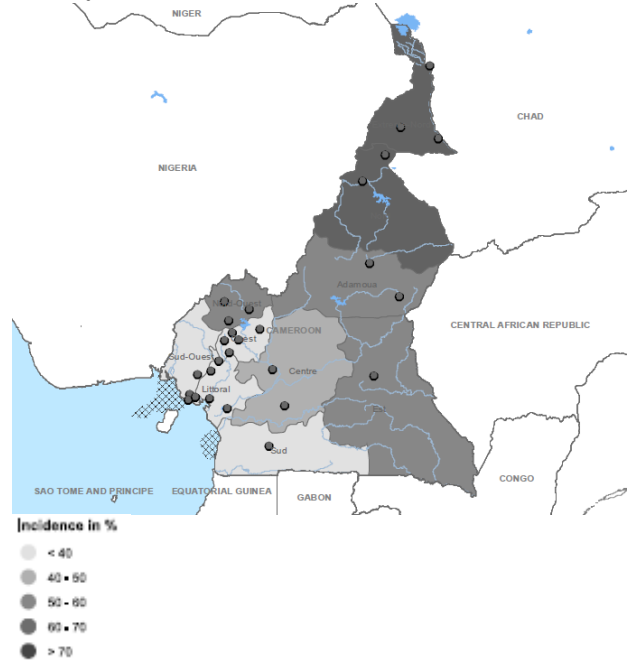 NIGER
CHAD
NIGERIA
Adamoua
Nord-Ouest
CAMEROON
CENTRAL AFRICAN REPUBLIC
Sud-Ouest
Centre
Littoral
Est
Sud
CONGO
SAO TOME AND PRINCIPE
EQUATORIAL GUINEA
GABON
Incidence in %
< 40
40 - 50
50 - 60
60 - 70
> 70